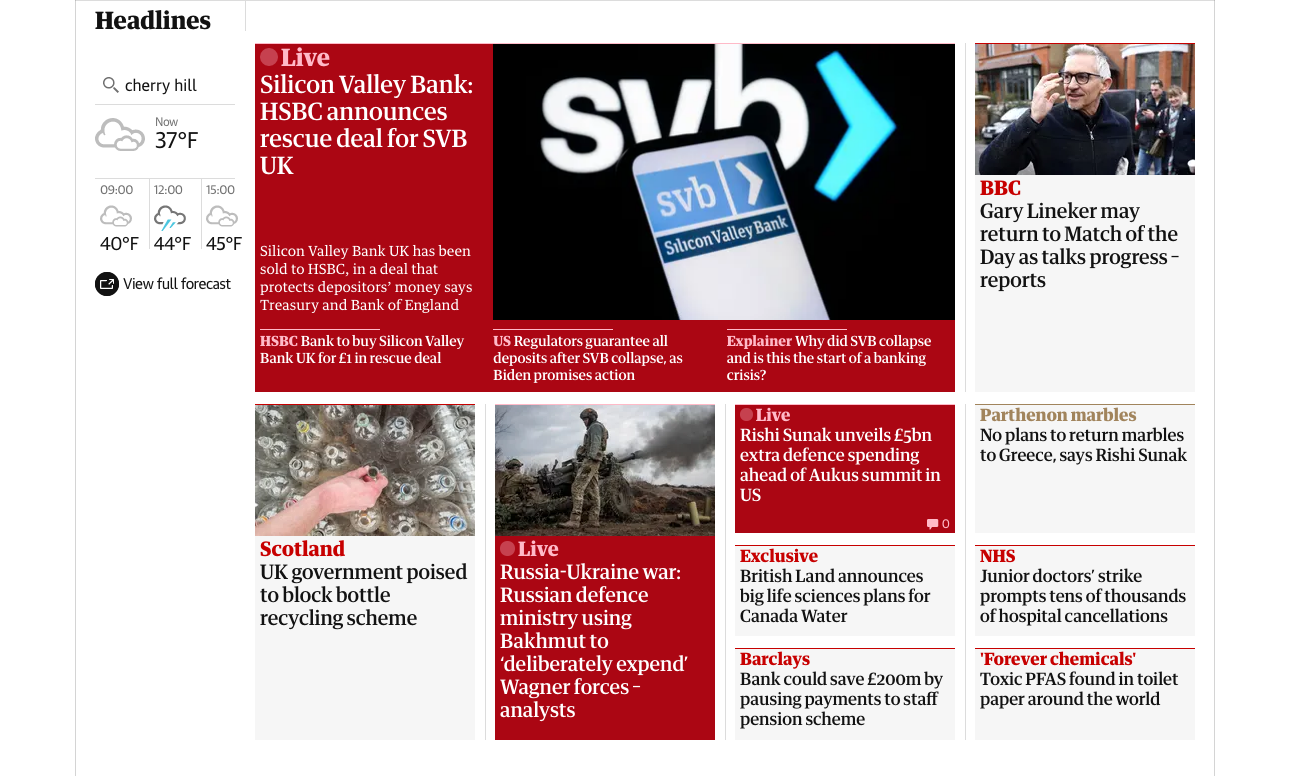 Headlines
cherry hill
Now
37°F
09:00
12:00
15:00
40°F
44°F
45°F
View full forecast
Live
Silicon Valley Bank:
HSBC announces
rescue deal for SVB
UK
Silicon Valley Bank UK has been
sold to HSBC, in a deal that
protects depositors’ money says
Treasury and Bank of England
svb
svb
Silicon Valley Bank
HSBC Bank to buy Silicon Valley
Bank UK for £1 in rescue deal
US Regulators guarantee all
deposits after SVB collapse, as
Biden promises action
Explainer Why did SVB collapse
and is this the start of a banking
crisis?
BBC
Gary Lineker may
return to Match of the
Day as talks progress –
reports
Scotland
UK government poised
to block bottle
recycling scheme
Live
Russia-Ukraine war:
Russian defence
ministry using
Bakhmut to
‘deliberately expend’
Wagner forces –
analysts
Live
Rishi Sunak unveils £5bn
extra defence spending
ahead of Aukus summit in
US
0
Exclusive
British Land announces
big life sciences plans for
Canada Water
Barclays
Bank could save £200m by
pausing payments to staff
pension scheme
Parthenon marbles
No plans to return marbles
to Greece, says Rishi Sunak
NHS
Junior doctors’ strike
prompts tens of thousands
of hospital cancellations
'Forever chemicals'
Toxic PFAS found in toilet
paper around the world